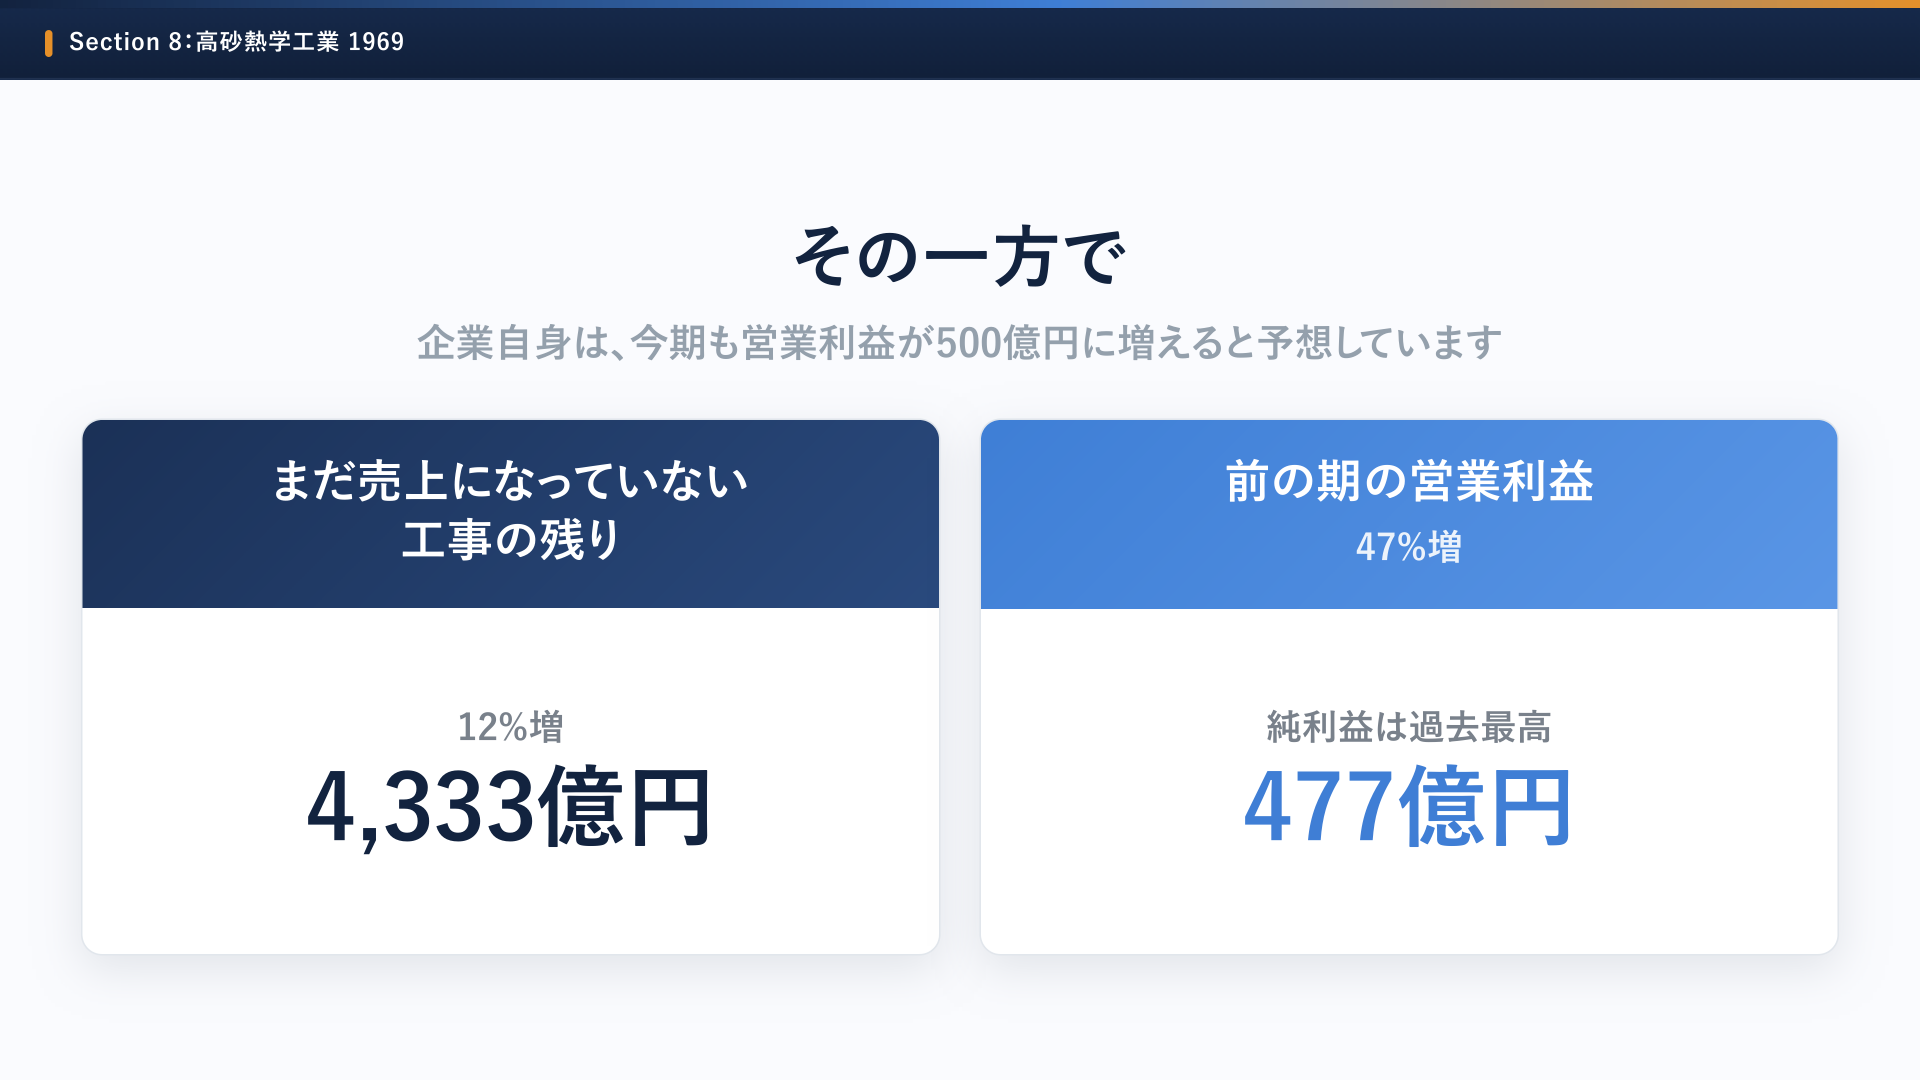 Section 8：高砂熱学工業 1969
その一方で
企業自身は、今期も営業利益が500億円に増えると予想しています
まだ売上になっていない
工事の残り
12%増
4,333億円
前の期の営業利益
47%増
純利益は過去最高
477億円